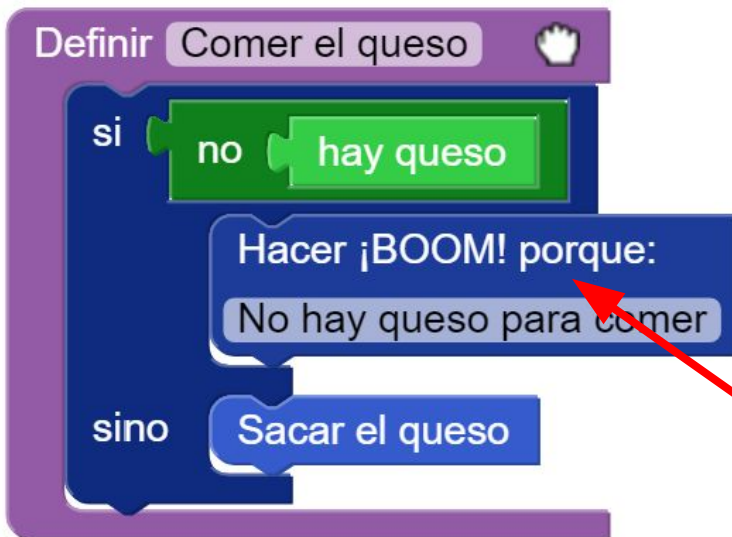 Definir Comer el queso
si no hay queso
Hacer ¡BOOM! porque:
No hay queso para comer
sino Sacar el queso